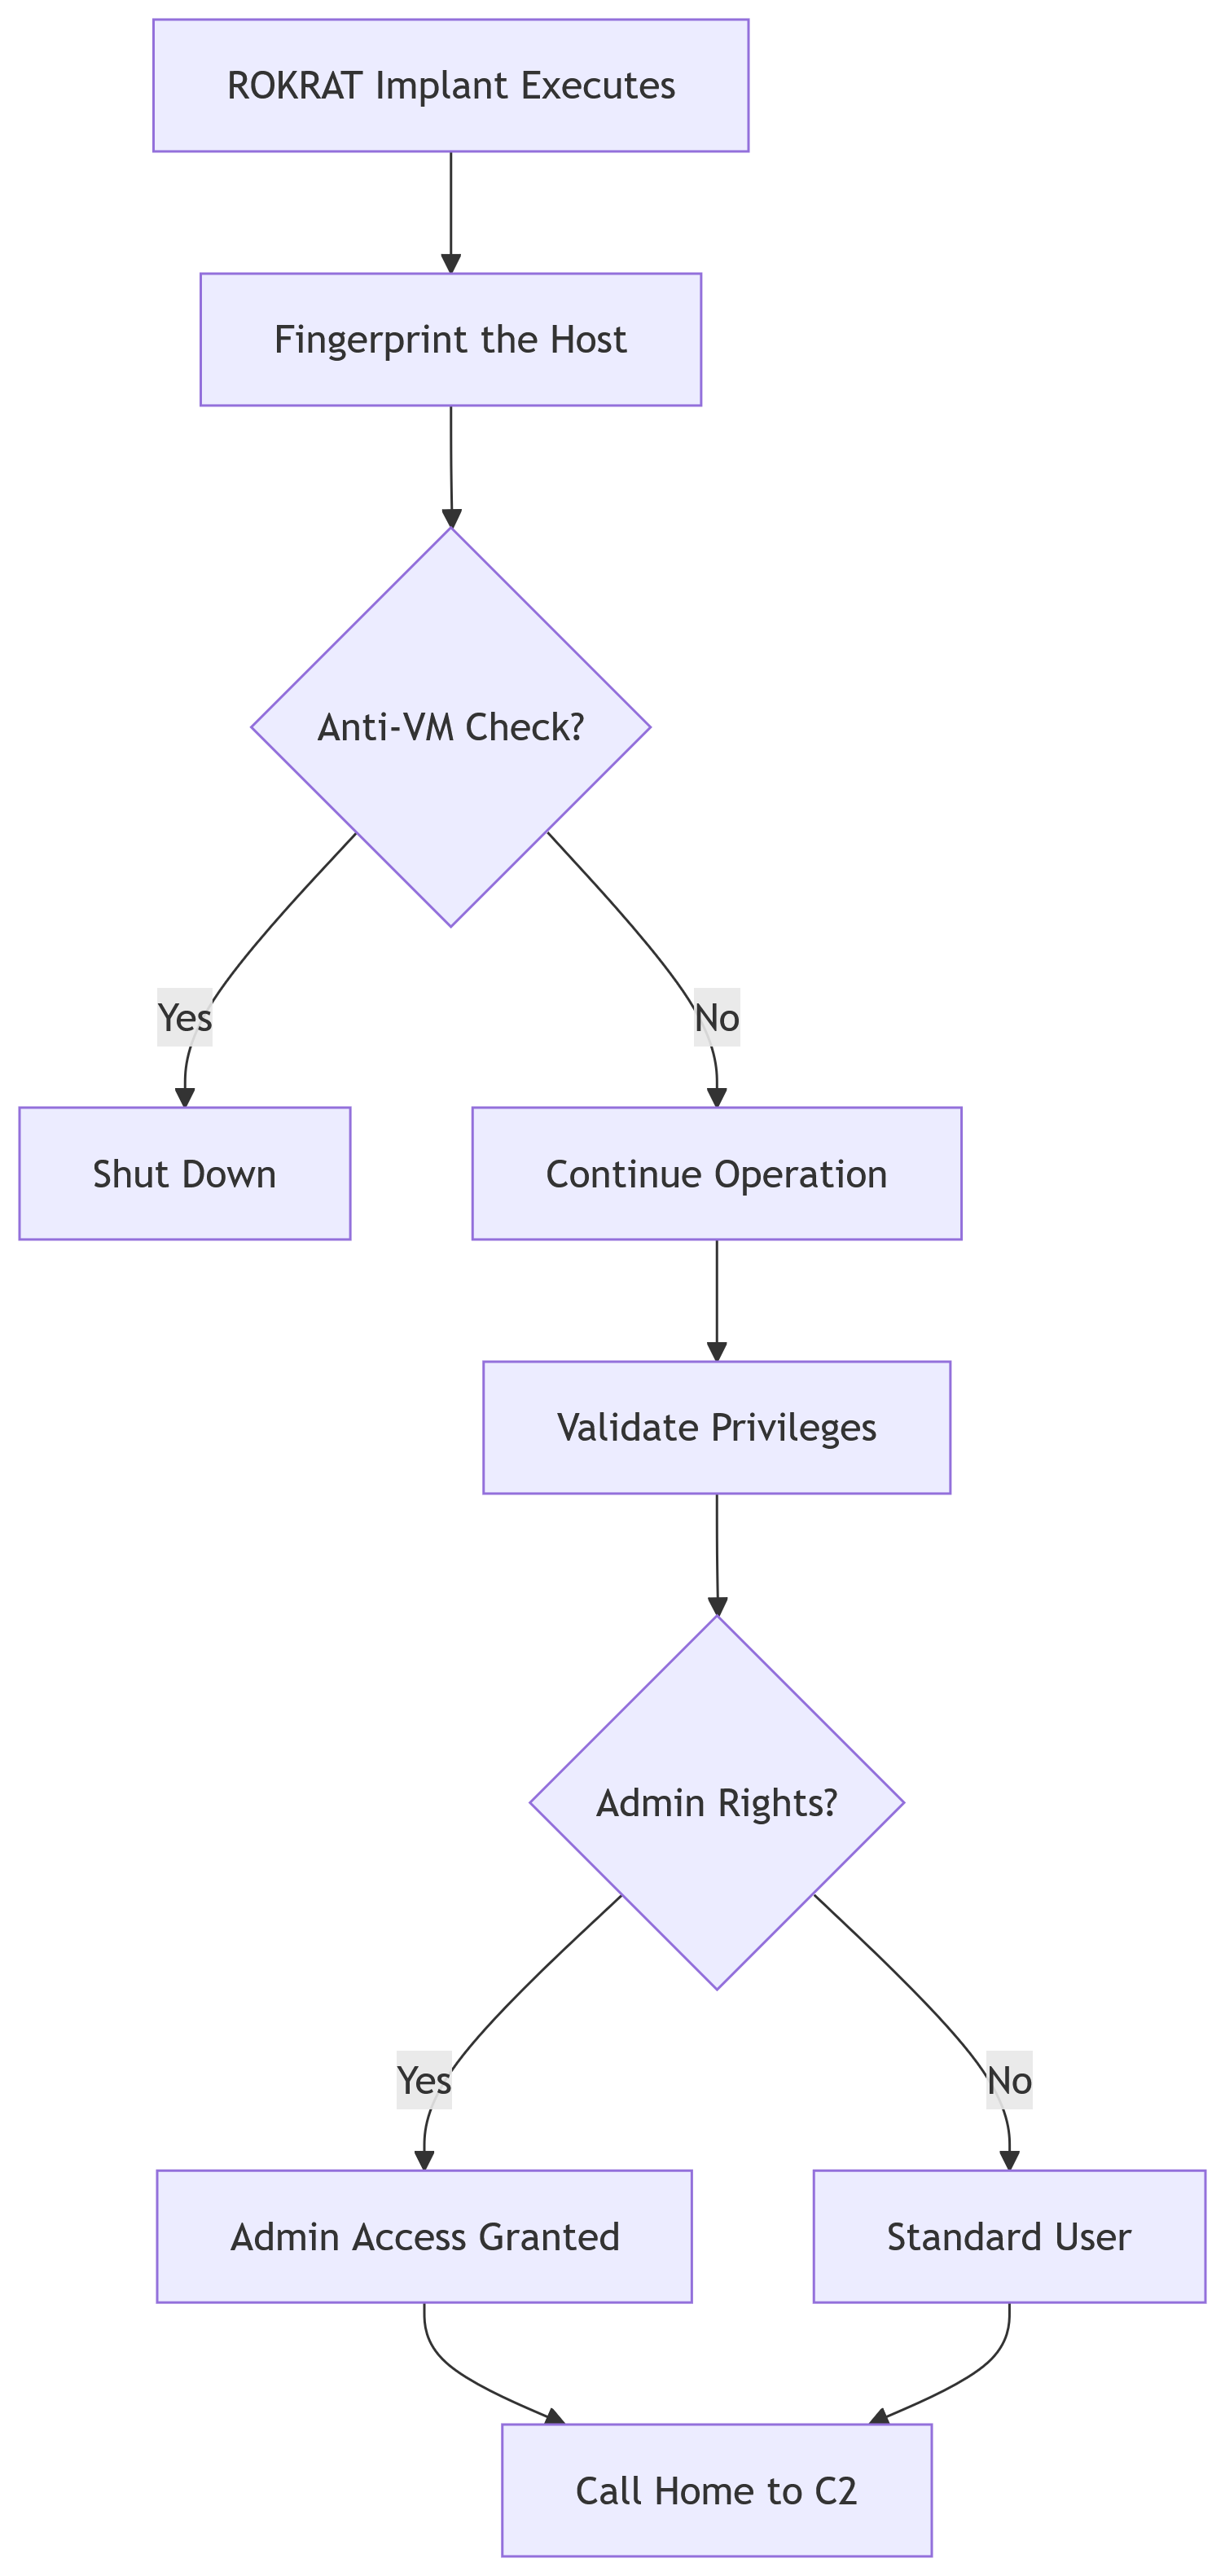 ROKRAT Implant Executes
Fingerprint the Host
Anti-VM Check?
Yes
No
Shut Down
Continue Operation
Validate Privileges
Admin Rights?
Yes
No
Admin Access Granted
Standard User
Call Home to C2